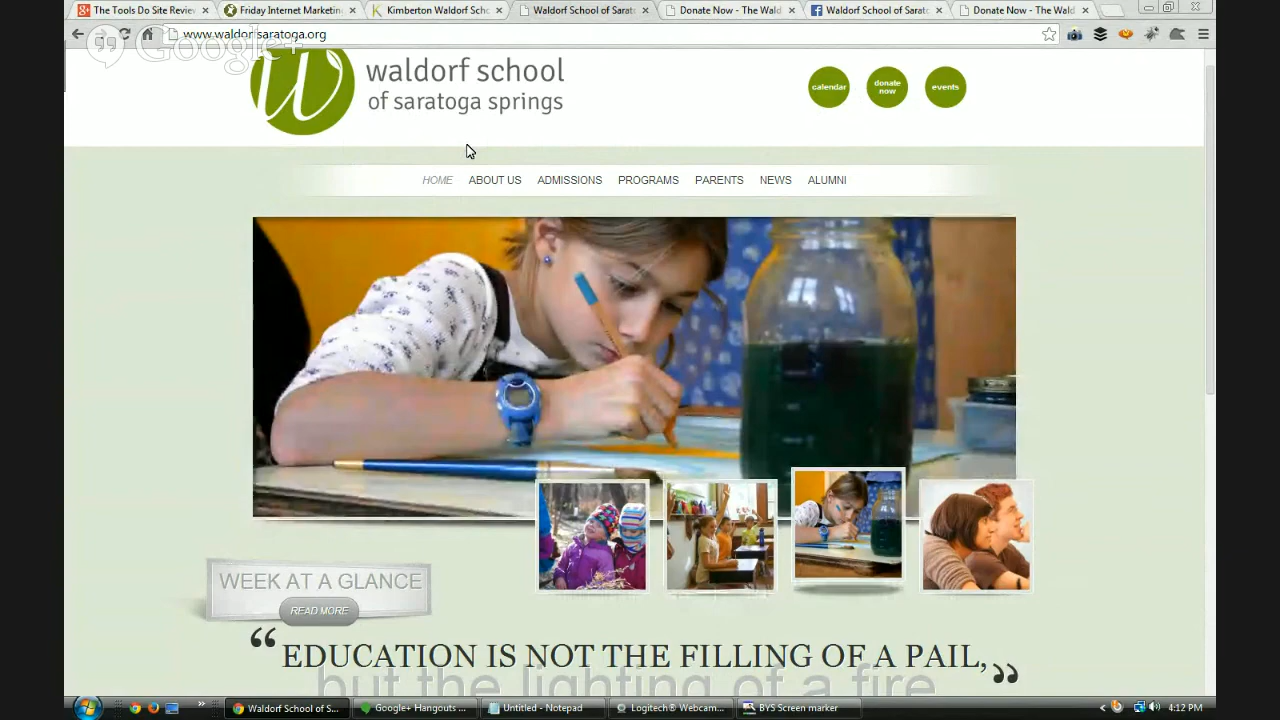 The Tools Do Site Review
Friday Internet Marketing
Kimberton Waldorf Scho
Waldorf School of Sarato
Donate Now - The Wald
Waldorf School of Sarato
Donate Now - The Wald
www.waldorfsaratoga.org
Google+
w
waldorf school
of saratoga springs
calendar
donate
now
events
HOME
ABOUT US
ADMISSIONS
PROGRAMS
PARENTS
NEWS
ALUMNI
WEEK AT A GLANCE
READ MORE
“EDUCATION IS NOT THE FILLING OF A PAIL,
but the lighting of a fire ”
Waldorf School of S...
Google+ Hangouts ...
Untitled - Notepad
Logitech® Webcam...
BYS Screen marker
4:12 PM